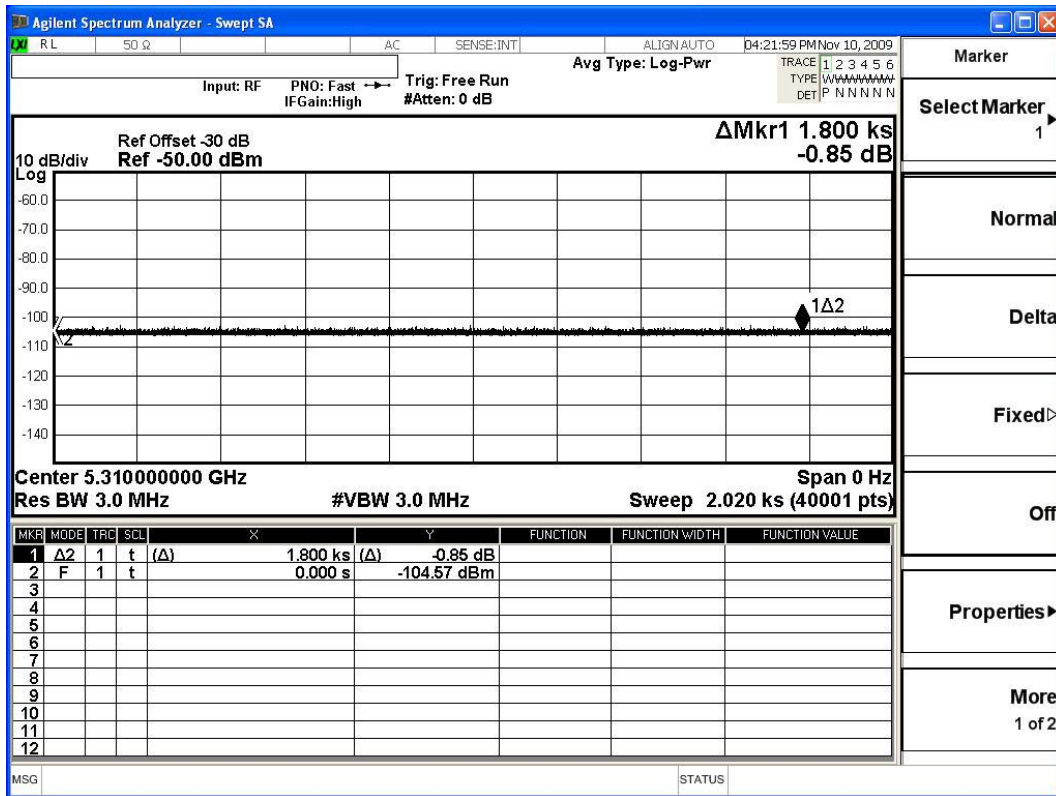 Agilent Spectrum Analyzer - Swept SA
LXI RL 50 Ω AC SENSE:INT ALIGN AUTO 04:21:59 PM Nov 10, 2009
Input: RF PNO: Fast Trig: Free Run Avg Type: Log-Pwr TRACE 1 2 3 4 5 6
IFGain:High #Atten: 0 dB TYPE WWWWWW
DET P N N N N N
Ref Offset -30 dB ΔMkr1 1.800 ks
10 dB/div Ref -50.00 dBm -0.85 dB
Log
-60.0
-70.0
-80.0
-90.0
-100 1Δ2
-110 2
-120
-130
-140
Center 5.310000000 GHz Span 0 Hz
Res BW 3.0 MHz #VBW 3.0 MHz Sweep 2.020 ks (40001 pts)
MKR MODE TRC SCL X Y FUNCTION FUNCTION WIDTH FUNCTION VALUE
1 Δ2 1 t (Δ) 1.800 ks (Δ) -0.85 dB
2 F 1 t 0.000 s -104.57 dBm
3
4
5
6
7
8
9
10
11
12
MSG STATUS
Marker
Select Marker
1
Normal
Delta
Fixed
Off
Properties
More
1 of 2